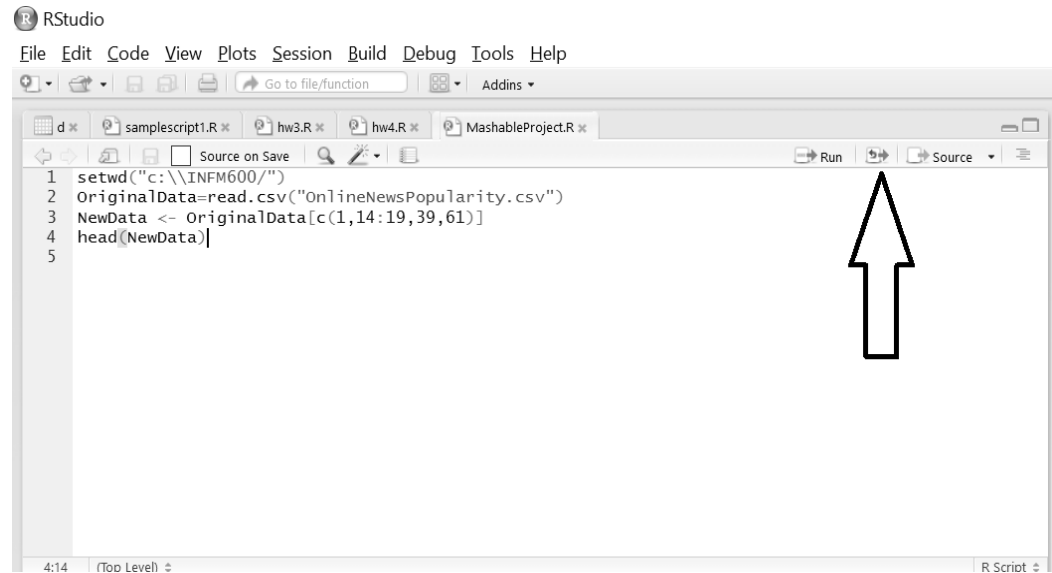 R RStudio
File Edit Code View Plots Session Build Debug Tools Help
Go to file/function Addins
d samplescript1.R hw3.R hw4.R MashableProject.R
Source on Save Run Source
1 setwd("c:\\INFM600/")
2 OriginalData=read.csv("OnlineNewsPopularity.csv")
3 NewData <- OriginalData[c(1,14:19,39,61)]
4 head(NewData)
5
4:14 (Top Level) R Script